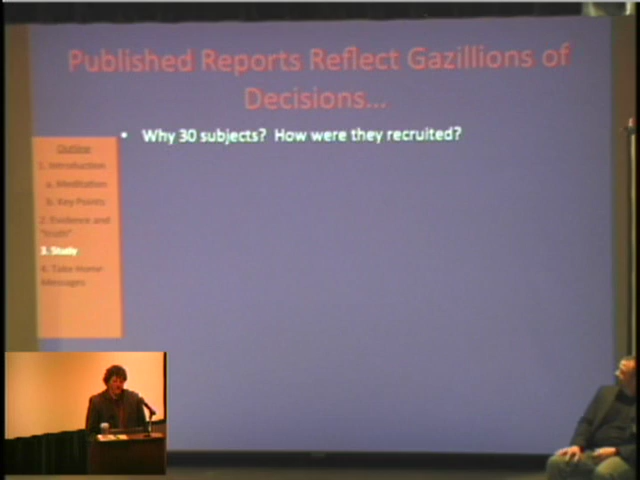 Published Reports Reflect Gazillions of
Decisions...
• Why 30 subjects? How were they recruited?
Outline
1. Introduction
a. Meditation
b. Key Points
2. Evidence and
"Truth"
3. Study
4. Take Home
Messages